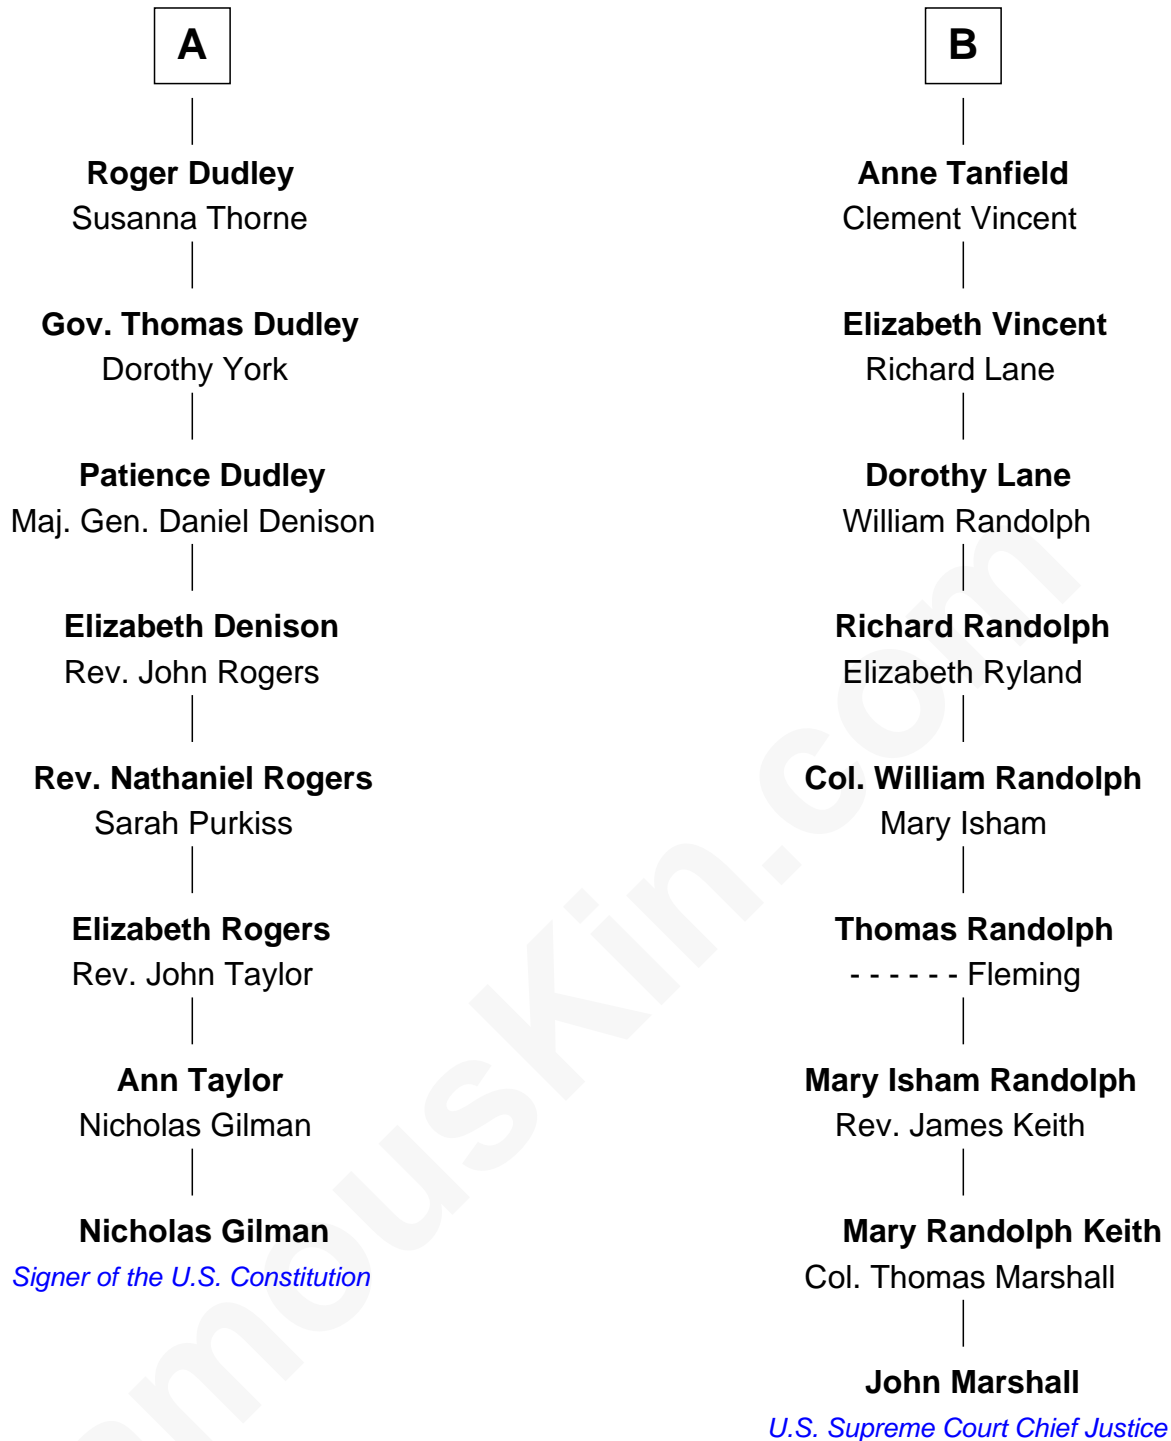 A
Roger Dudley
Susanna Thorne
Gov. Thomas Dudley
Dorothy York
Patience Dudley
Maj. Gen. Daniel Denison
Elizabeth Denison
Rev. John Rogers
Rev. Nathaniel Rogers
Sarah Purkiss
Elizabeth Rogers
Rev. John Taylor
Ann Taylor
Nicholas Gilman
Nicholas Gilman
Signer of the U.S. Constitution
B
Anne Tanfield
Clement Vincent
Elizabeth Vincent
Richard Lane
Dorothy Lane
William Randolph
Richard Randolph
Elizabeth Ryland
Col. William Randolph
Mary Isham
Thomas Randolph
- - - - - - Fleming
Mary Isham Randolph
Rev. James Keith
Mary Randolph Keith
Col. Thomas Marshall
John Marshall
U.S. Supreme Court Chief Justice
amouskin.com